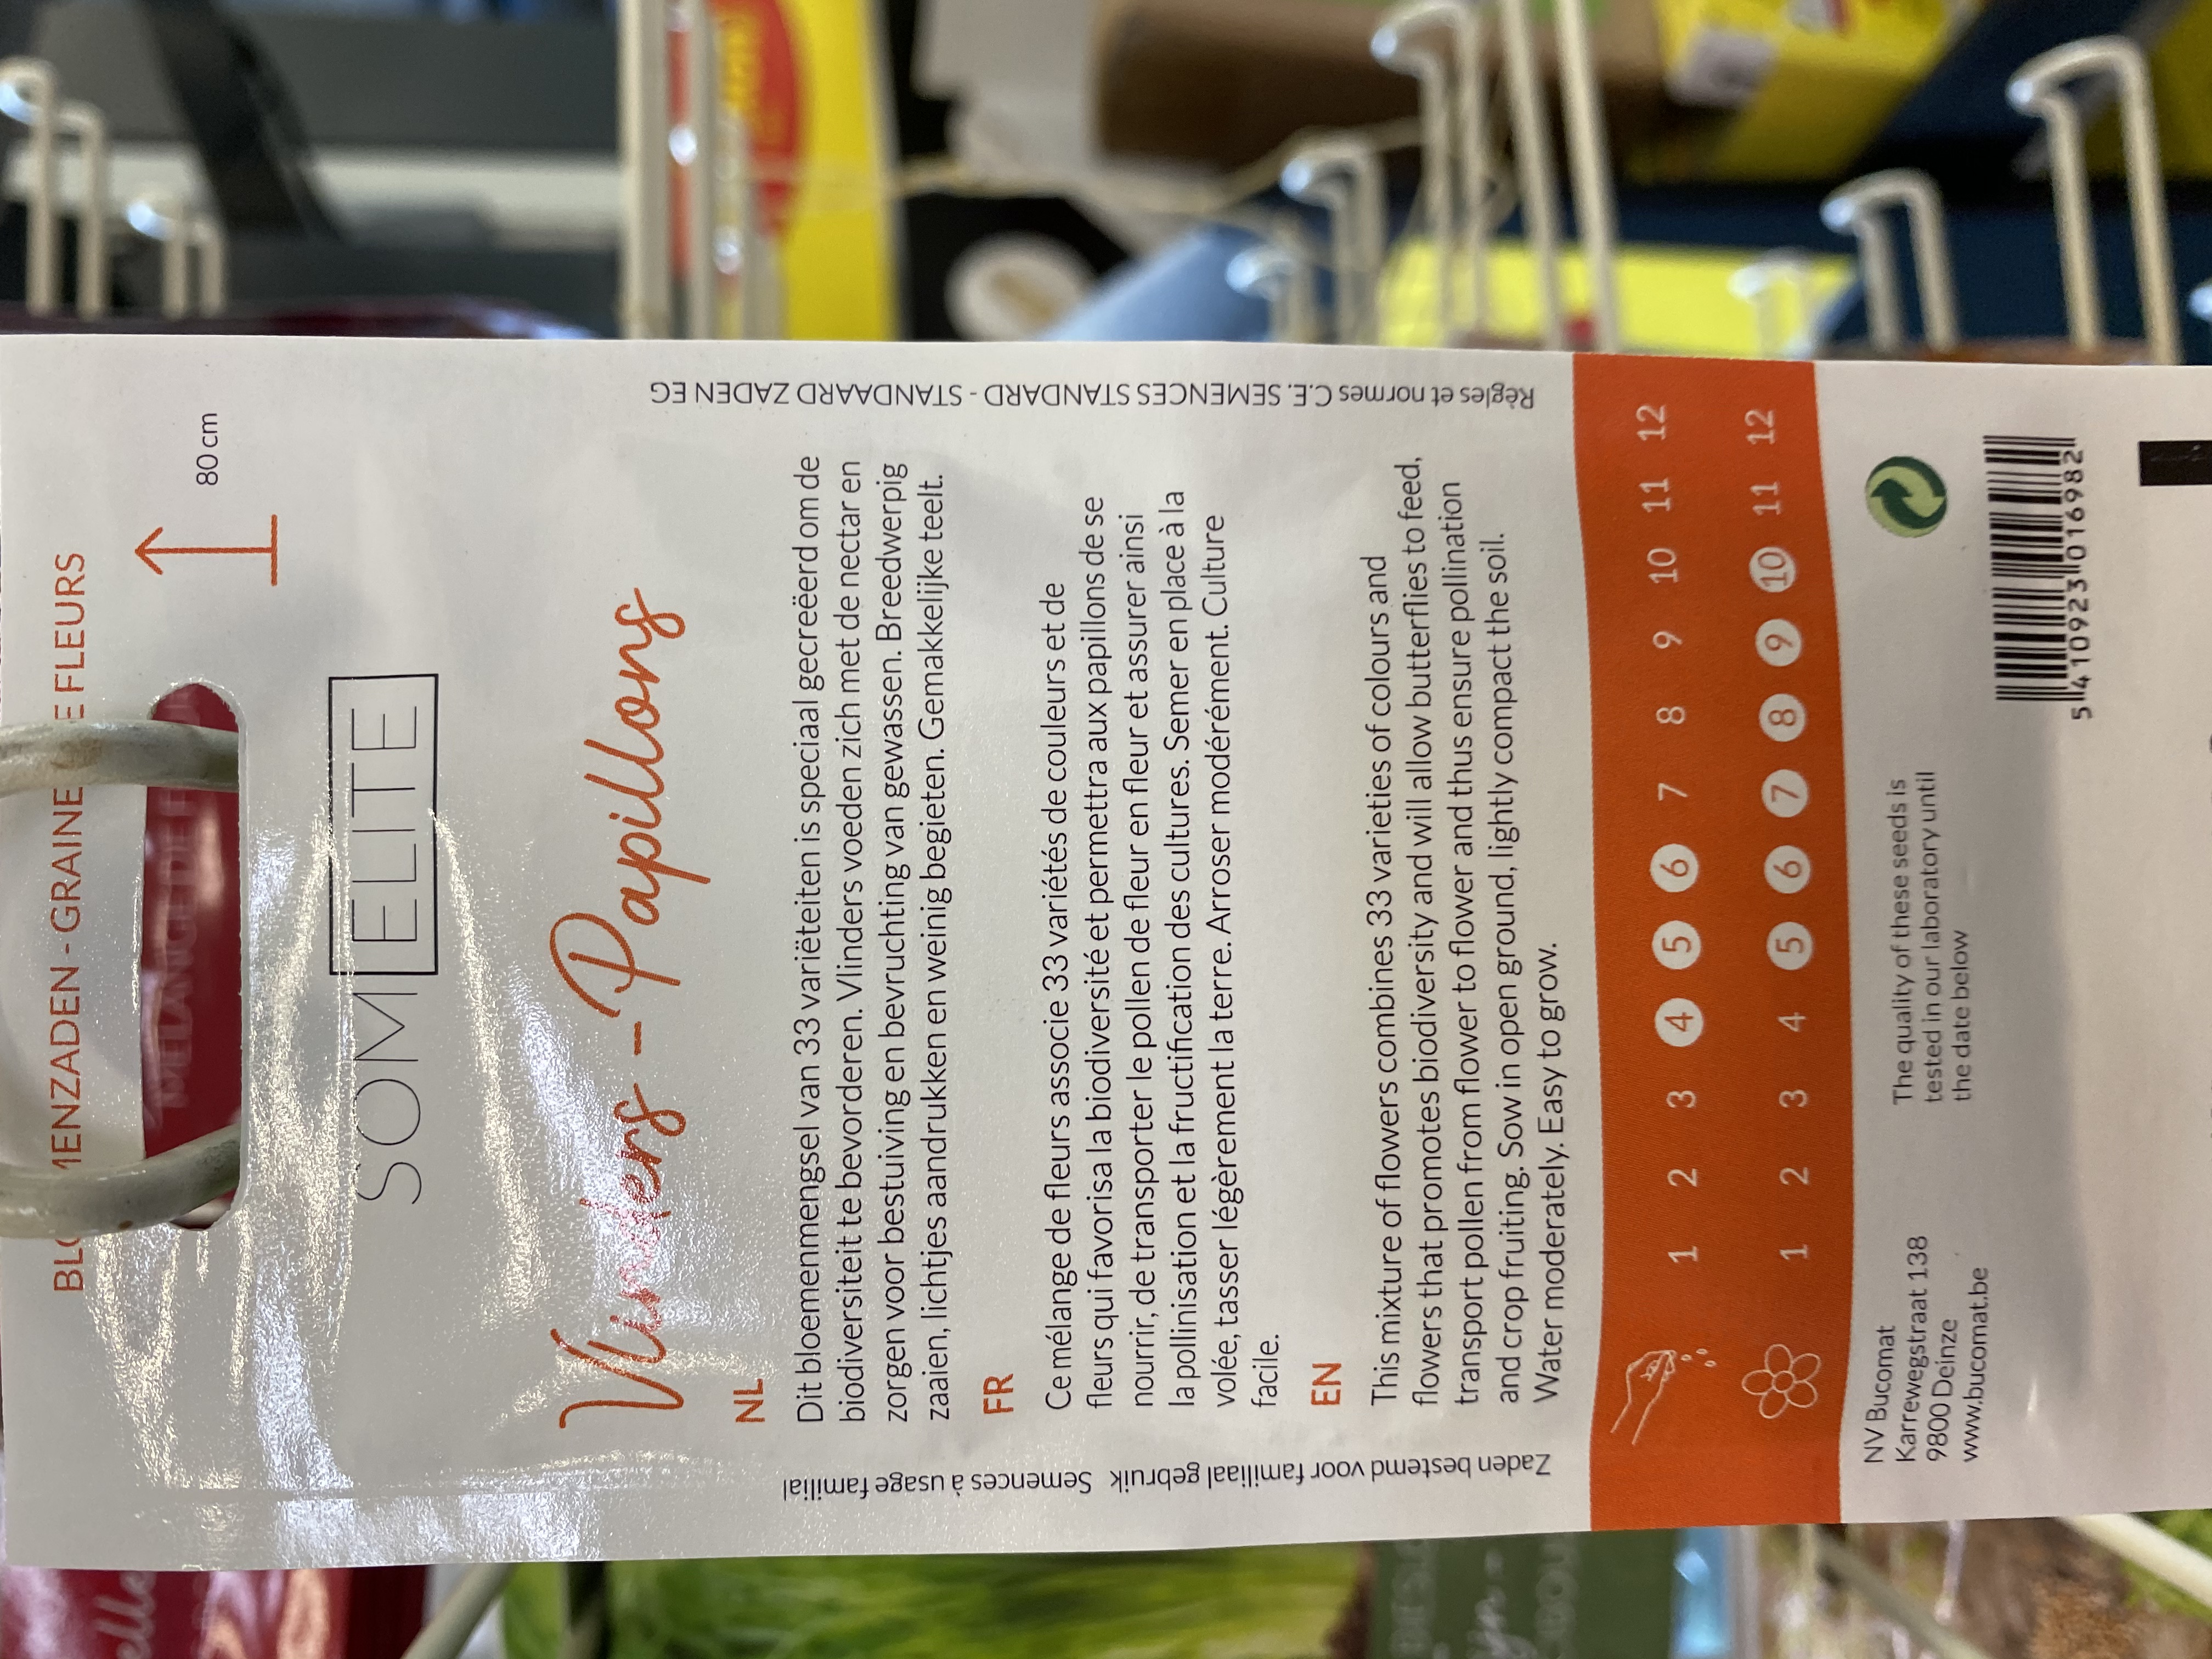 BLO MENZADEN - GRAINE E FLEURS
80 cm
SOM ELITE
Vlinders - Papillons
NL
Dit bloemenmengsel van 33 variëteiten is speciaal gecreëerd om de
biodiversiteit te bevorderen. Vlinders voeden zich met de nectar en
zorgen voor bestuiving en bevruchting van gewassen. Breedwerpig
zaaien, lichtjes aandrukken en weinig begieten. Gemakkelijke teelt.
FR
Ce mélange de fleurs associe 33 variétés de couleurs et de
fleurs qui favorisa la biodiversité et permettra aux papillons de se
nourrir, de transporter le pollen de fleur en fleur et assurer ainsi
la pollinisation et la fructification des cultures. Semer en place à la
volée, tasser légèrement la terre. Arroser modérément. Culture
facile.
EN
This mixture of flowers combines 33 varieties of colours and
flowers that promotes biodiversity and will allow butterflies to feed,
transport pollen from flower to flower and thus ensure pollination
and crop fruiting. Sow in open ground, lightly compact the soil.
Water moderately. Easy to grow.
Zaden bestemd voor familiaal gebruik Semences à usage familial
Règles et normes C.E. SEMENCES STANDARD - STANDAARD ZADEN EG
1 2 3 4 5 6 7 8 9 10 11 12
1 2 3 4 5 6 7 8 9 10 11 12
NV Bucomat
Karrewegstraat 138
9800 Deinze
www.bucomat.be
The quality of these seeds is
tested in our laboratory until
the date below
5 410923 016982
MELANGE DE F
elle